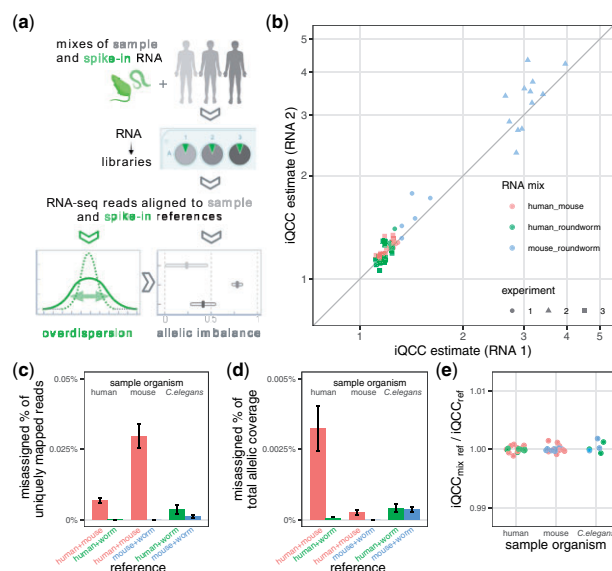 (a)
mixes of sample
and spike-in RNA
+
RNA
libraries
1 2 3
A
RNA-seq reads aligned to sample
and spike-in references
0 0.5 1
overdispersion
allelic imbalance
(b)
iQCC estimate (RNA 2)
5
4
3
2
1
RNA mix
human_mouse
human_roundworm
mouse_roundworm
experiment
1 2 3
1 2 3 4 5
iQCC estimate (RNA 1)
(c)
misassigned % of
uniquely mapped reads
0.05%
0.025%
0%
sample organism
human mouse C.elegans
human+mouse
human+worm
human+mouse
mouse+worm
human+worm
mouse+worm
reference
(d)
misassigned % of
total allelic coverage
0.05%
0.025%
0%
sample organism
human mouse C.elegans
human+mouse
human+worm
human+mouse
mouse+worm
human+worm
mouse+worm
reference
(e)
iQCCmix ref / iQCCref
1.01
1.00
0.99
human mouse C.elegans
sample organism